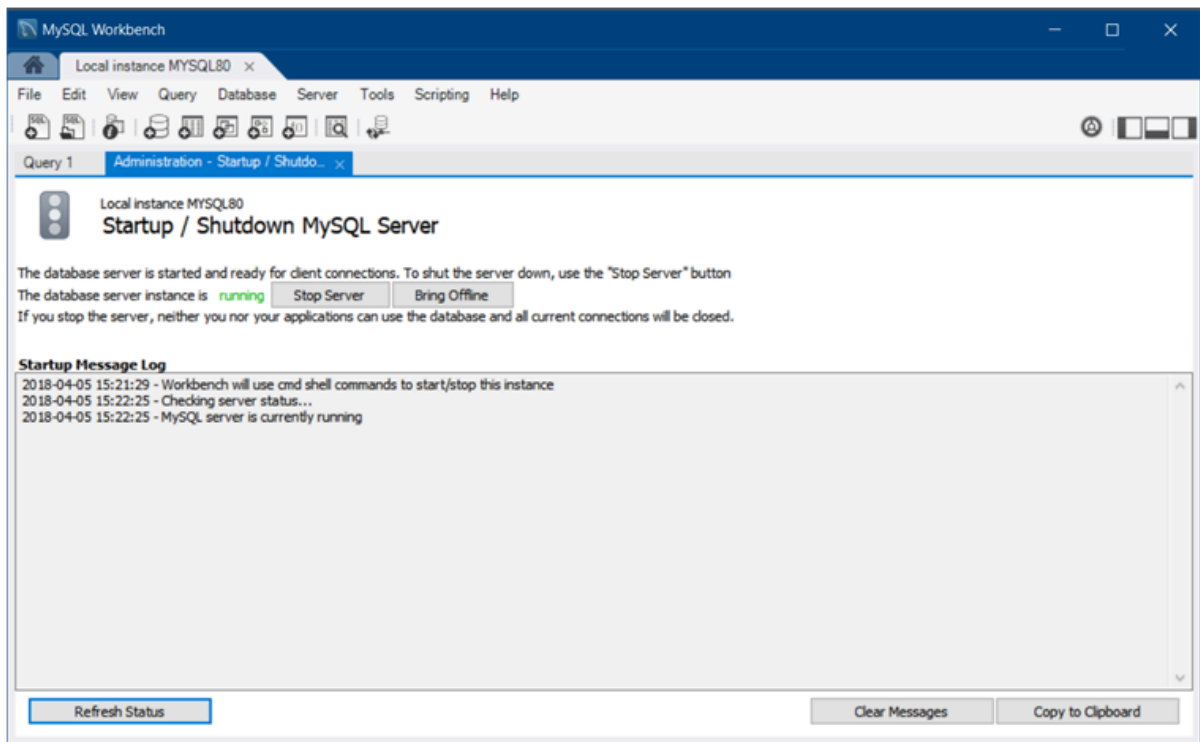 MySQL Workbench
Local instance MYSQL80
File Edit View Query Database Server Tools Scripting Help
SQL SQL
Query 1 Administration - Startup / Shutdo..
Local instance MYSQL80
Startup / Shutdown MySQL Server
The database server is started and ready for client connections. To shut the server down, use the "Stop Server" button
The database server instance is running Stop Server Bring Offline
If you stop the server, neither you nor your applications can use the database and all current connections will be closed.
Startup Message Log
2018-04-05 15:21:29 - Workbench will use cmd shell commands to start/stop this instance
2018-04-05 15:22:25 - Checking server status...
2018-04-05 15:22:25 - MySQL server is currently running
Refresh Status Clear Messages Copy to Clipboard